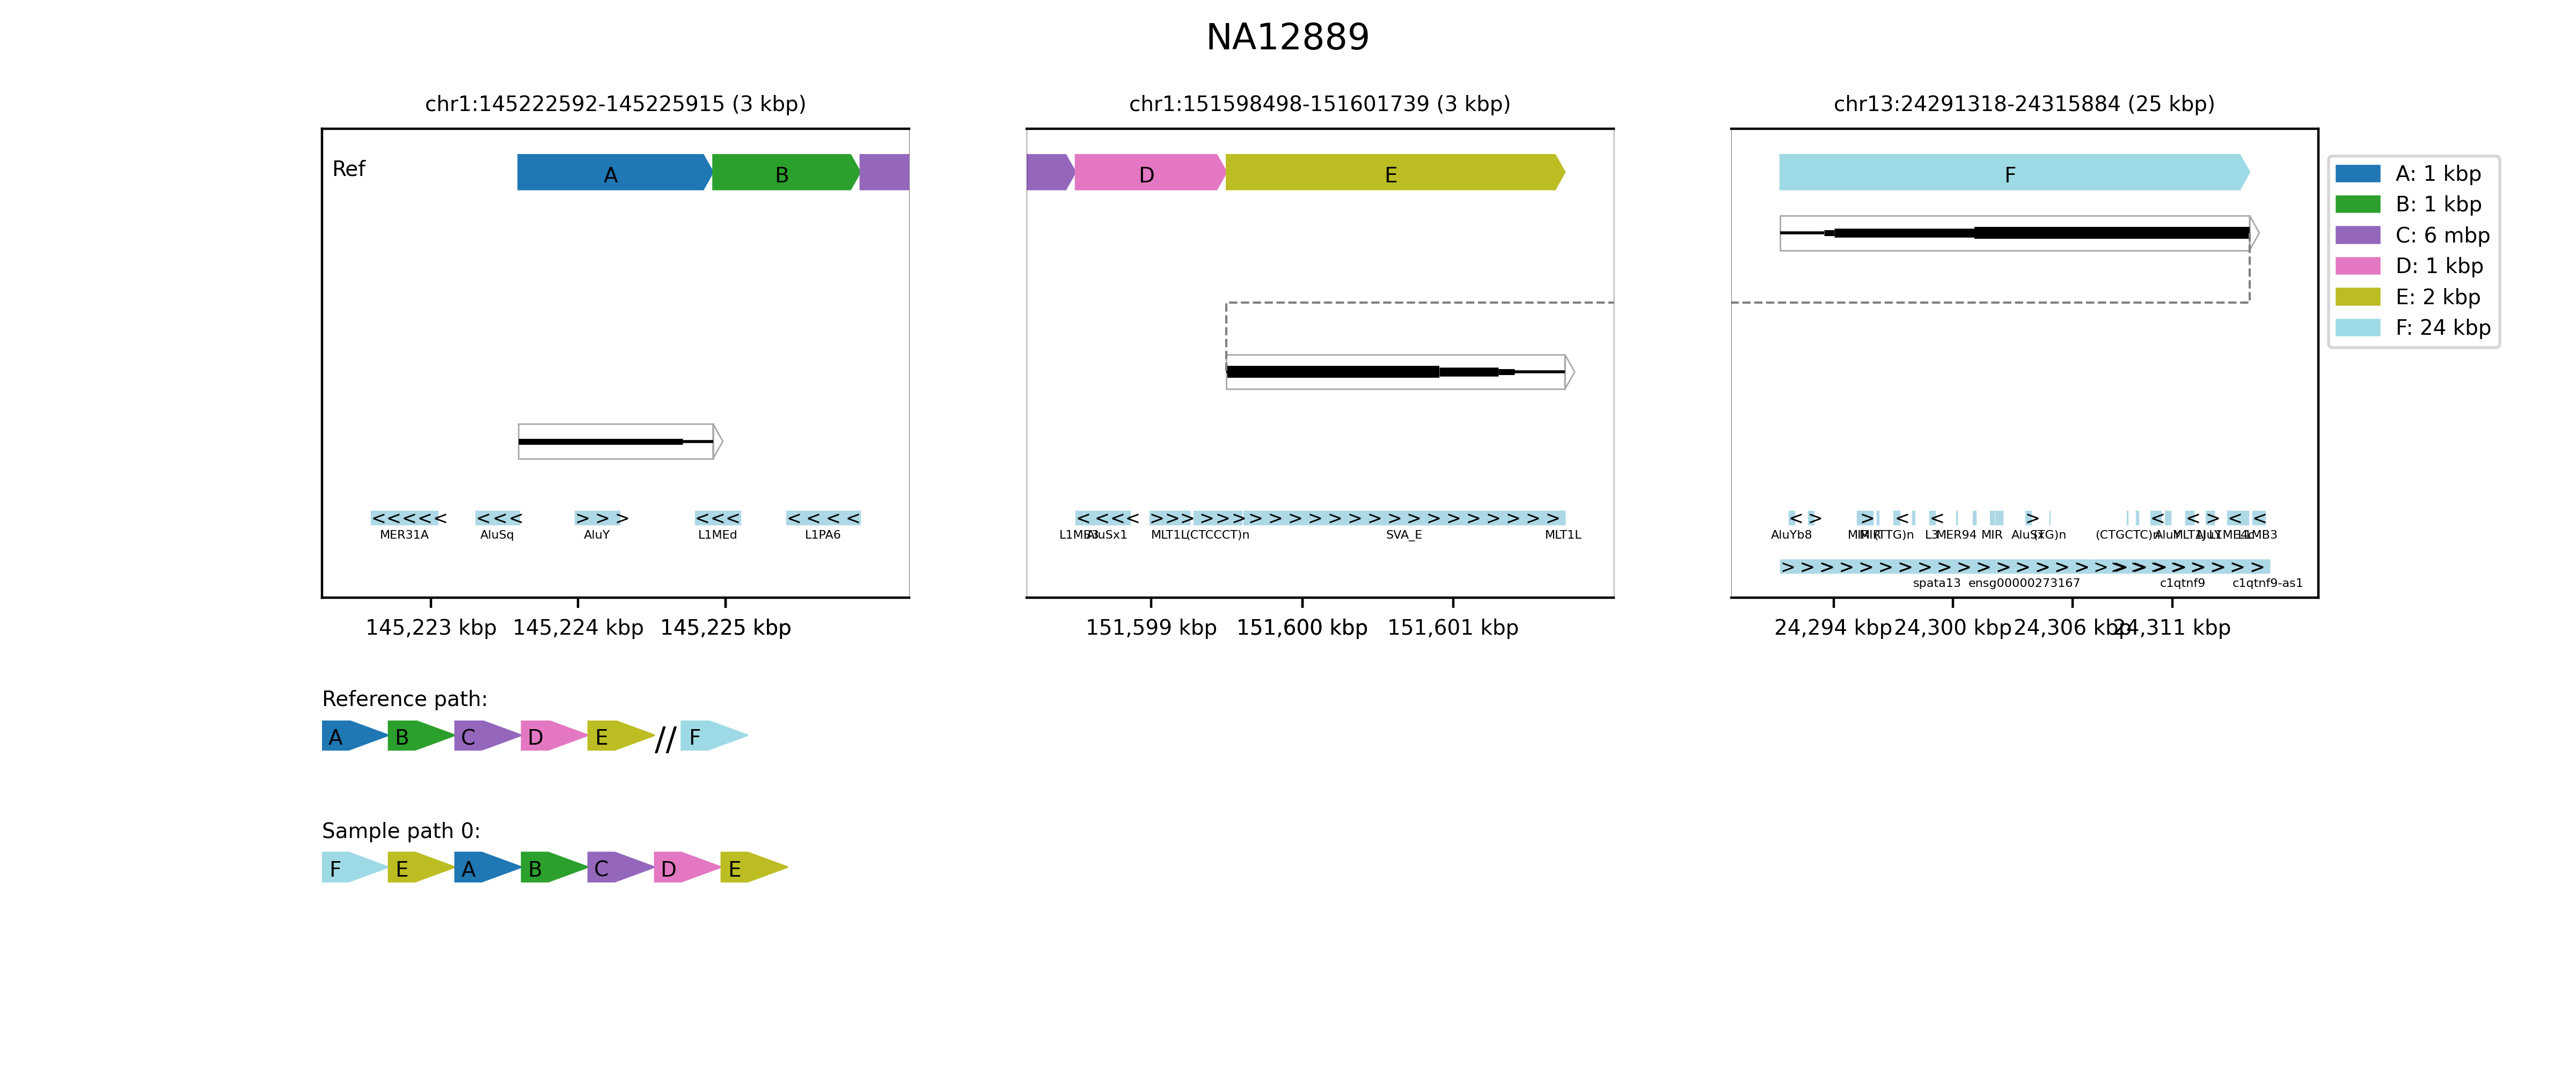 NA12889
chr1:145222592-145225915 (3 kbp)
chr1:151598498-151601739 (3 kbp)
chr13:24291318-24315884 (25 kbp)
Ref
A
B
D
E
F
A: 1 kbp
B: 1 kbp
C: 6 mbp
D: 1 kbp
E: 2 kbp
F: 24 kbp
MER31A
AluSq
AluY
L1MEd
L1PA6
AluSx1
MLT1L
(CTCCCT)n
SVA_E
MLT1L
AluYb8
L3
MER94
MIR
(CTGCTC)n
spata13
ensg00000273167
c1qtnf9
c1qtnf9-as1
145,223 kbp
145,224 kbp
145,225 kbp
151,599 kbp
151,600 kbp
151,601 kbp
24,294 kbp
24,300 kbp
24,306 kbp
24,311 kbp
Reference path:
A B C D E // F
Sample path 0:
F E A B C D E